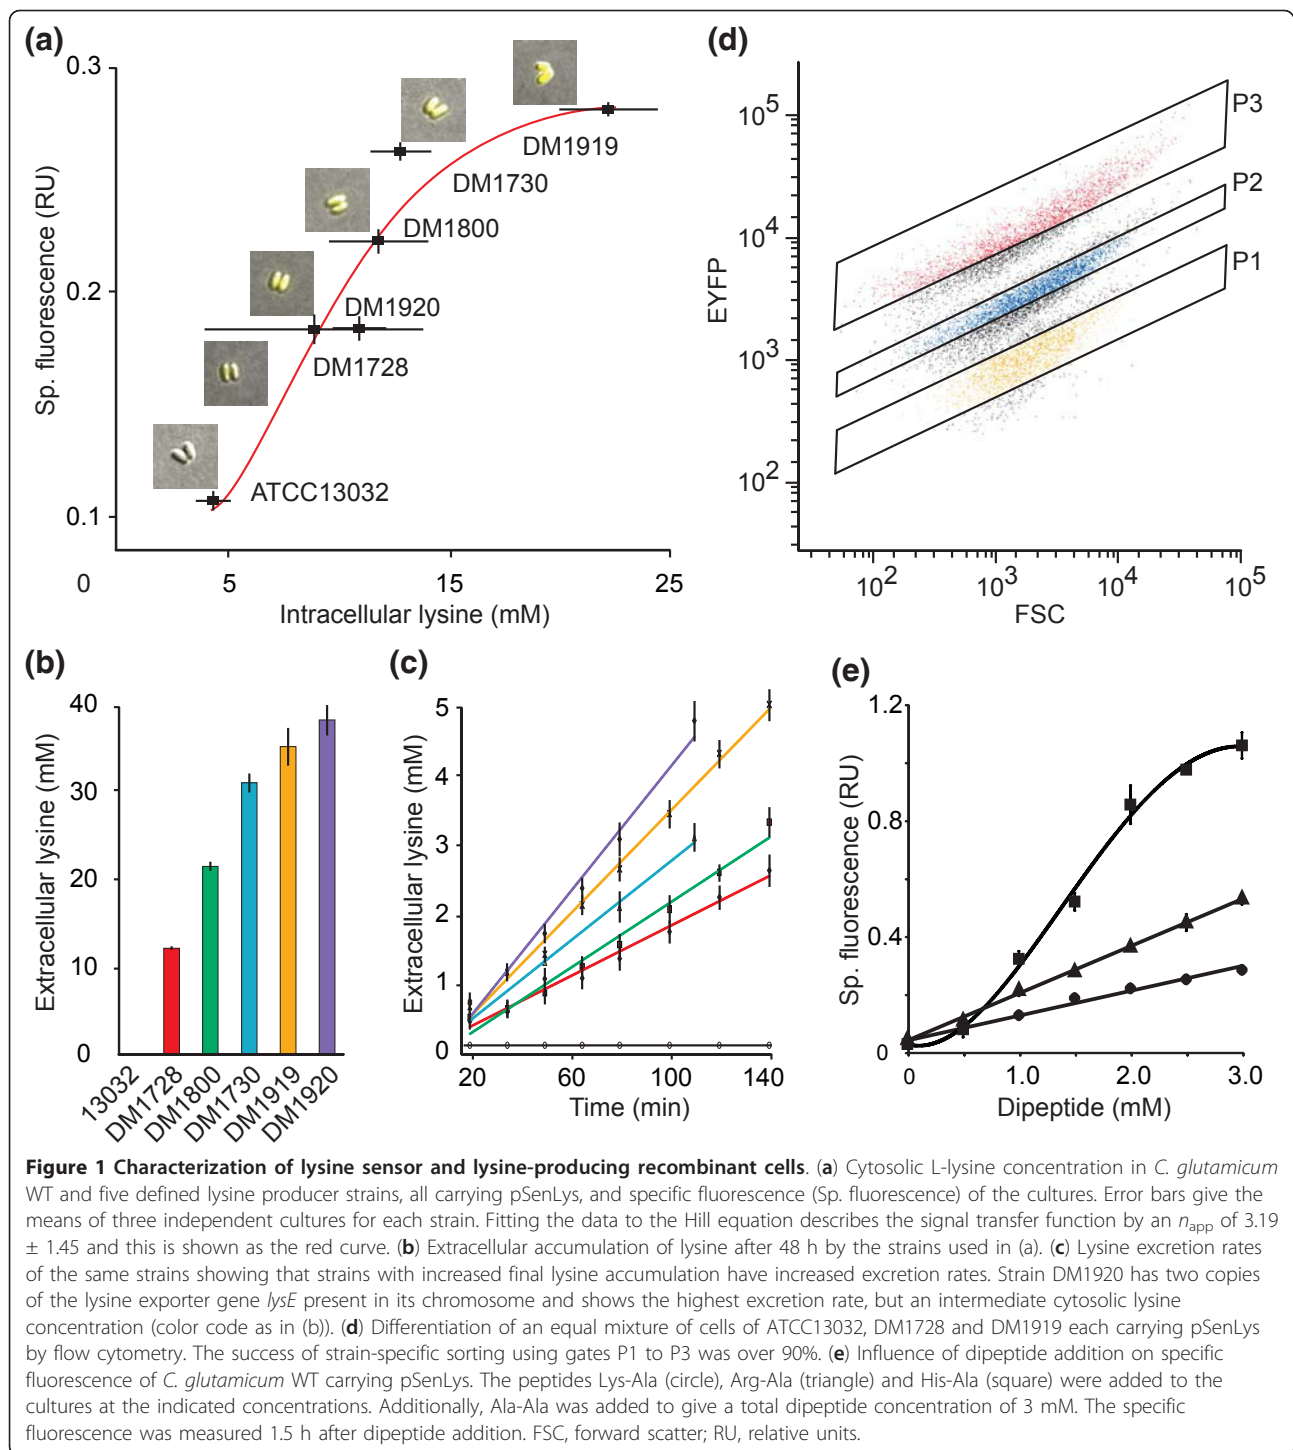 (a)
0.3
0.2
0.1
Sp. fluorescence (RU)
DM1919
DM1730
DM1800
DM1920
DM1728
ATCC13032
0 5 15 25
Intracellular lysine (mM)
(d)
10^5
10^4
10^3
10^2
EYFP
P3
P2
P1
10^2 10^3 10^4 10^5
FSC
(b)
40
30
20
10
0
Extracellular lysine (mM)
13032 DM1728 DM1800 DM1730 DM1919 DM1920
(c)
5
4
3
2
1
0
Extracellular lysine (mM)
20 60 100 140
Time (min)
(e)
1.2
0.8
0.4
0
Sp. fluorescence (RU)
0 1.0 2.0 3.0
Dipeptide (mM)
Figure 1 Characterization of lysine sensor and lysine-producing recombinant cells. (a) Cytosolic L-lysine concentration in C. glutamicum
WT and five defined lysine producer strains, all carrying pSenLys, and specific fluorescence (Sp. fluorescence) of the cultures. Error bars give the
means of three independent cultures for each strain. Fitting the data to the Hill equation describes the signal transfer function by an n_app of 3.19
± 1.45 and this is shown as the red curve. (b) Extracellular accumulation of lysine after 48 h by the strains used in (a). (c) Lysine excretion rates
of the same strains showing that strains with increased final lysine accumulation have increased excretion rates. Strain DM1920 has two copies
of the lysine exporter gene lysE present in its chromosome and shows the highest excretion rate, but an intermediate cytosolic lysine
concentration (color code as in (b)). (d) Differentiation of an equal mixture of cells of ATCC13032, DM1728 and DM1919 each carrying pSenLys
by flow cytometry. The success of strain-specific sorting using gates P1 to P3 was over 90%. (e) Influence of dipeptide addition on specific
fluorescence of C. glutamicum WT carrying pSenLys. The peptides Lys-Ala (circle), Arg-Ala (triangle) and His-Ala (square) were added to the
cultures at the indicated concentrations. Additionally, Ala-Ala was added to give a total dipeptide concentration of 3 mM. The specific
fluorescence was measured 1.5 h after dipeptide addition. FSC, forward scatter; RU, relative units.